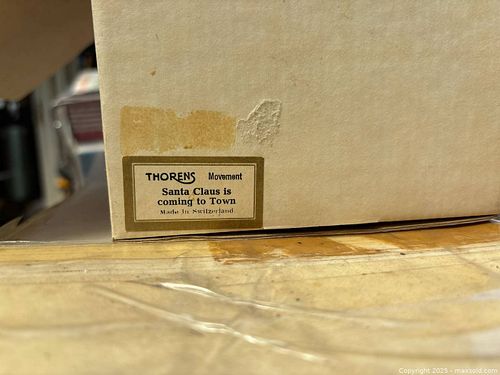 THORENS Movement
Santa Claus is
coming to Town
Made in Switzerland
Copyright 2025 - maxsold.com